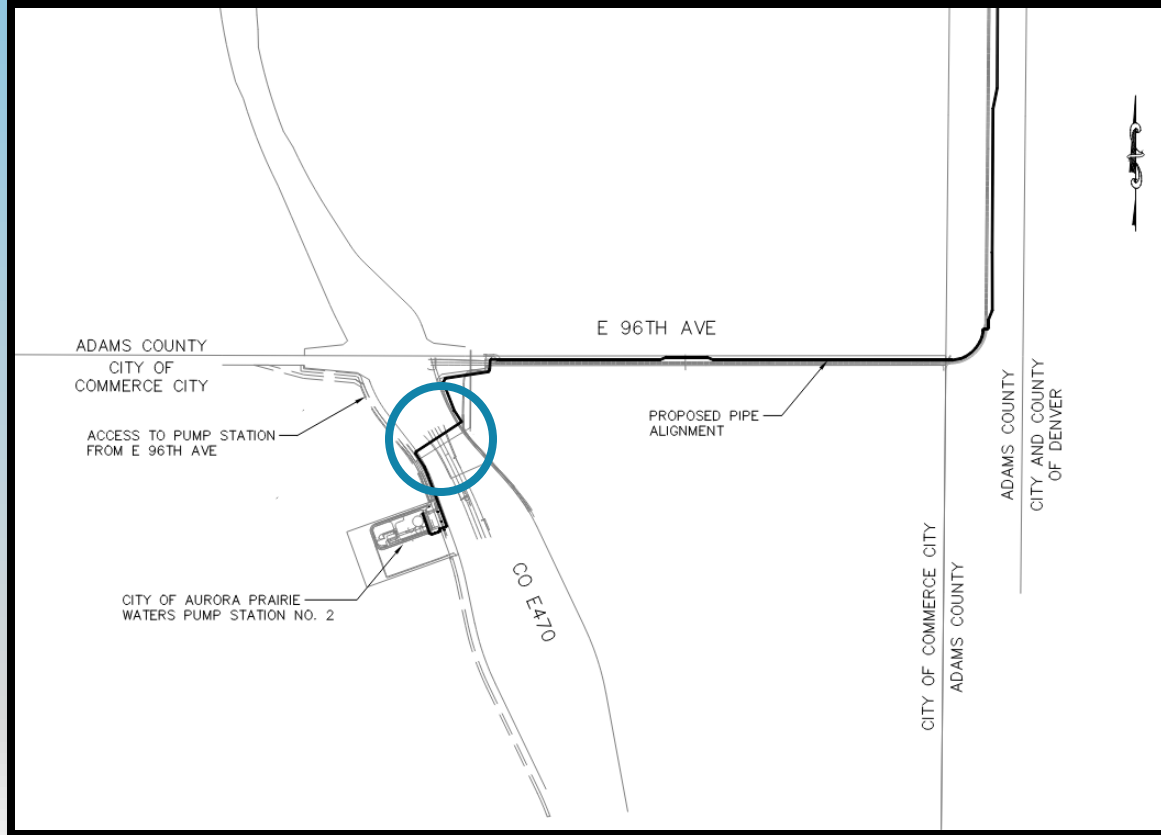 E 96TH AVE
ADAMS COUNTY
CITY OF
COMMERCE CITY
ACCESS TO PUMP STATION
FROM E 96TH AVE
PROPOSED PIPE
ALIGNMENT
ADAMS COUNTY
CITY AND COUNTY
OF DENVER
CITY OF AURORA PRAIRIE
WATERS PUMP STATION NO. 2
CO E470
CITY OF COMMERCE CITY
ADAMS COUNTY